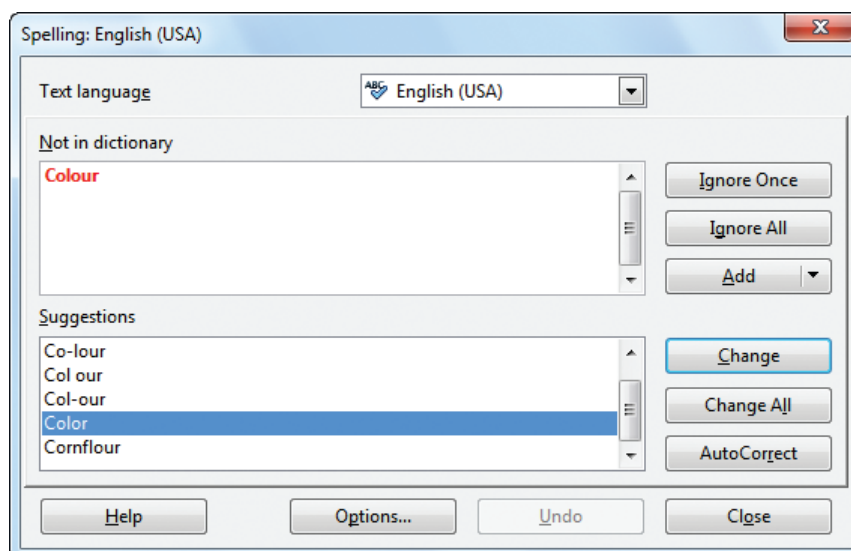 Spelling: English (USA)
x
Text language
ABC English (USA)
Not in dictionary
Colour
Ignore Once
Ignore All
Add
Suggestions
Co-lour
Col our
Col-our
Color
Cornflour
Change
Change All
AutoCorrect
Help
Options...
Undo
Close